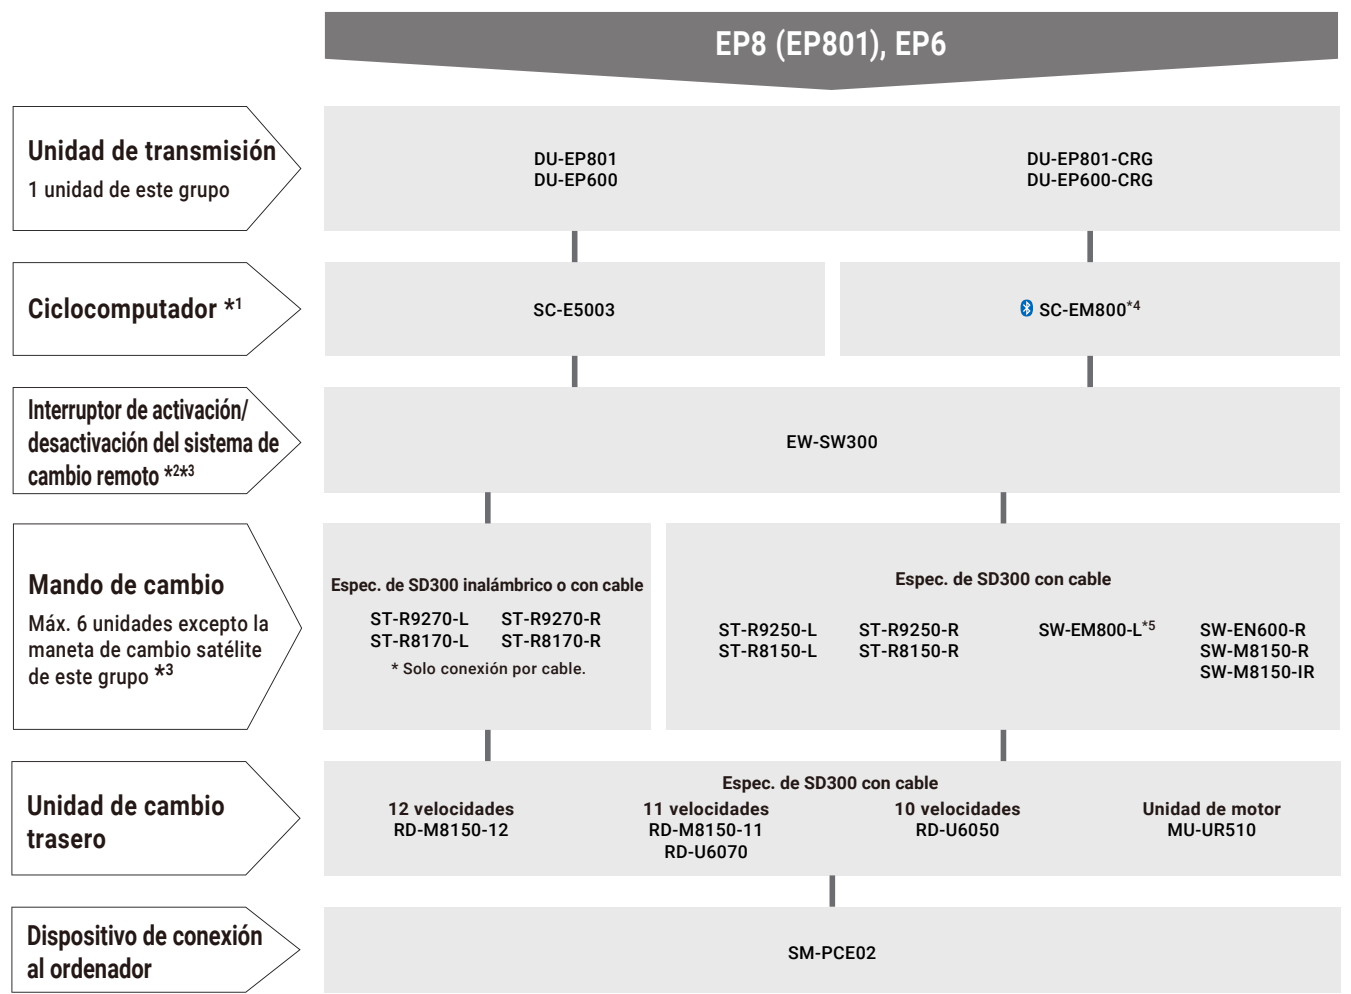 EP8 (EP801), EP6
Unidad de transmisión
1 unidad de este grupo
DU-EP801
DU-EP600
DU-EP801-CRG
DU-EP600-CRG
Ciclocomputador *1
SC-E5003
SC-EM800*4
Interruptor de activación/
desactivación del sistema de
cambio remoto *2*3
EW-SW300
Mando de cambio
Máx. 6 unidades excepto la
maneta de cambio satélite
de este grupo *3
Espec. de SD300 inalámbrico o con cable
ST-R9270-L ST-R9270-R
ST-R8170-L ST-R8170-R
* Solo conexión por cable.
Espec. de SD300 con cable
ST-R9250-L ST-R9250-R SW-EM800-L*5 SW-EN600-R
ST-R8150-L ST-R8150-R SW-M8150-R
SW-M8150-IR
Unidad de cambio
trasero
Espec. de SD300 con cable
12 velocidades 11 velocidades 10 velocidades Unidad de motor
RD-M8150-12 RD-M8150-11 RD-U6050 MU-UR510
RD-U6070
Dispositivo de conexión
al ordenador
SM-PCE02